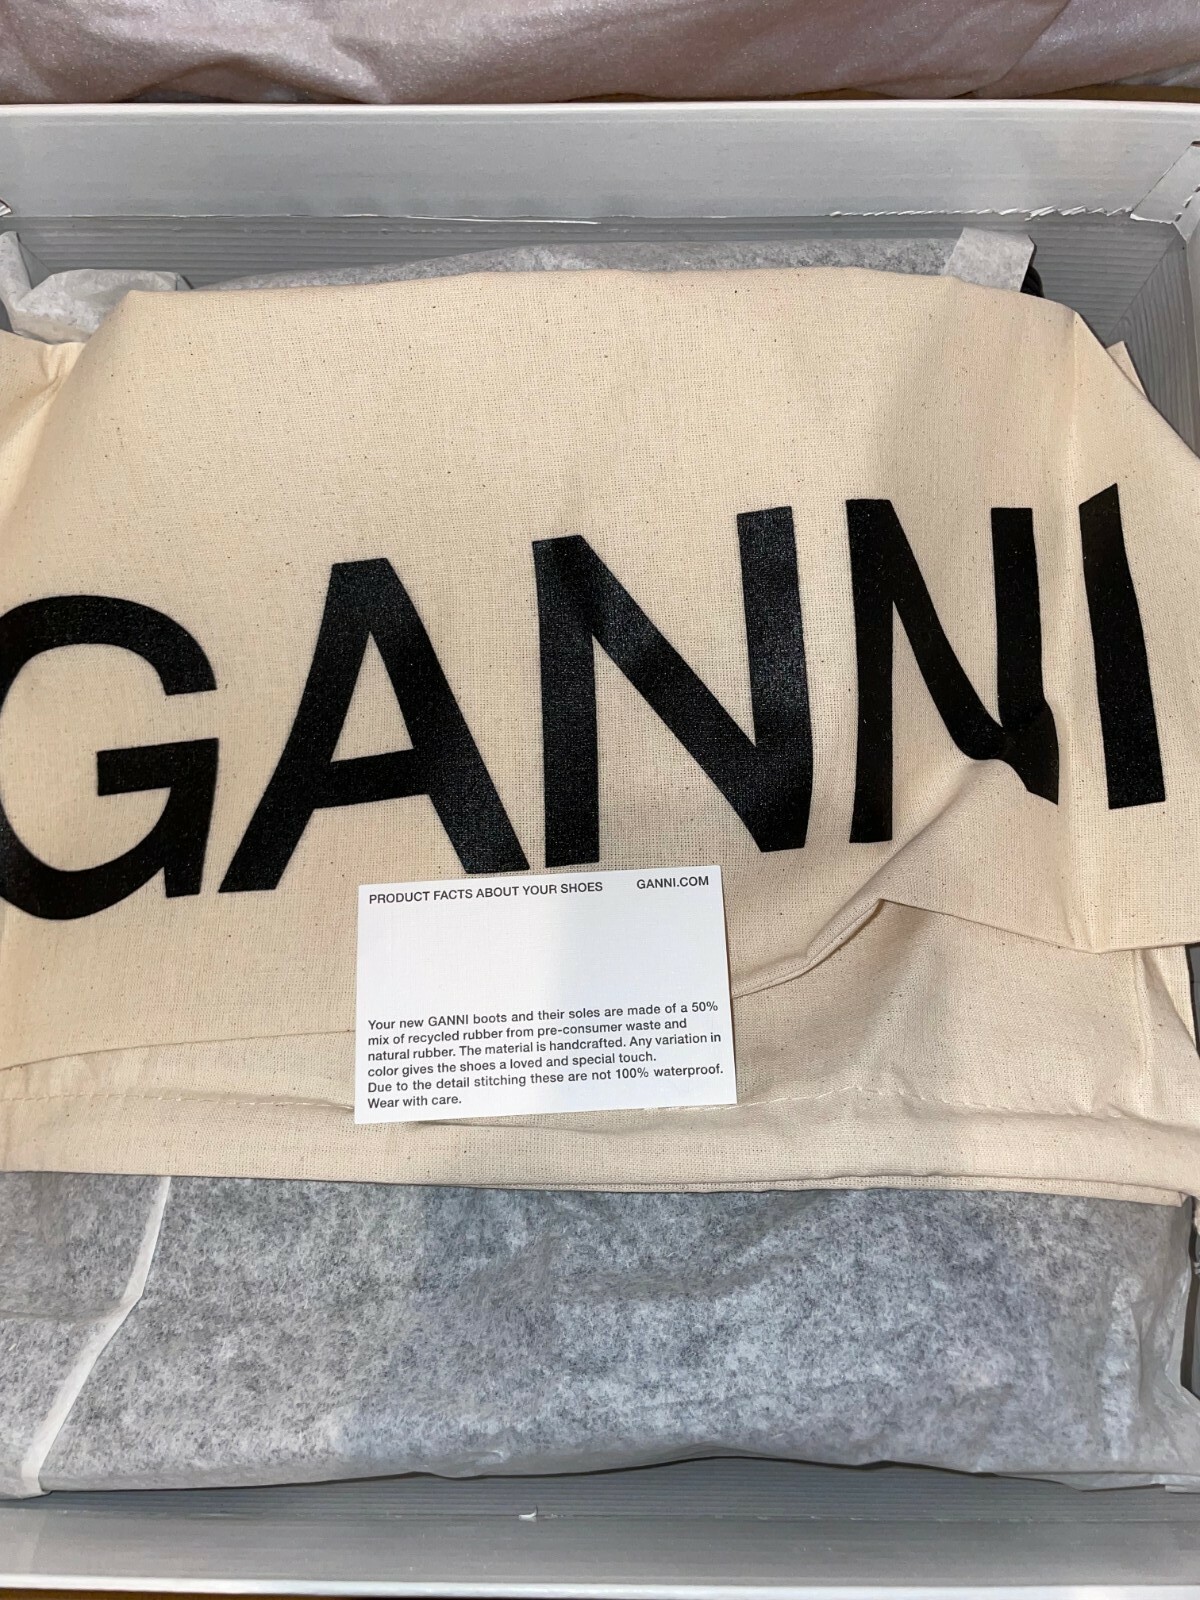 GANNI
PRODUCT FACTS ABOUT YOUR SHOES GANNI.COM
Your new GANNI boots and their soles are made of a 50%
mix of recycled rubber from pre-consumer waste and
natural rubber. The material is handcrafted. Any variation in
color gives the shoes a loved and special touch.
Due to the detail stitching these are not 100% waterproof.
Wear with care.